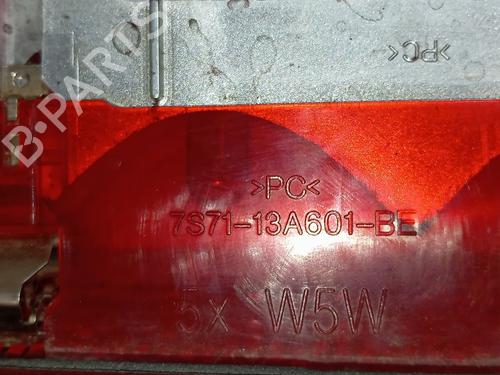 >PC<
B-PARTS
>PC<
7S71-13A601-BE
5x W5W